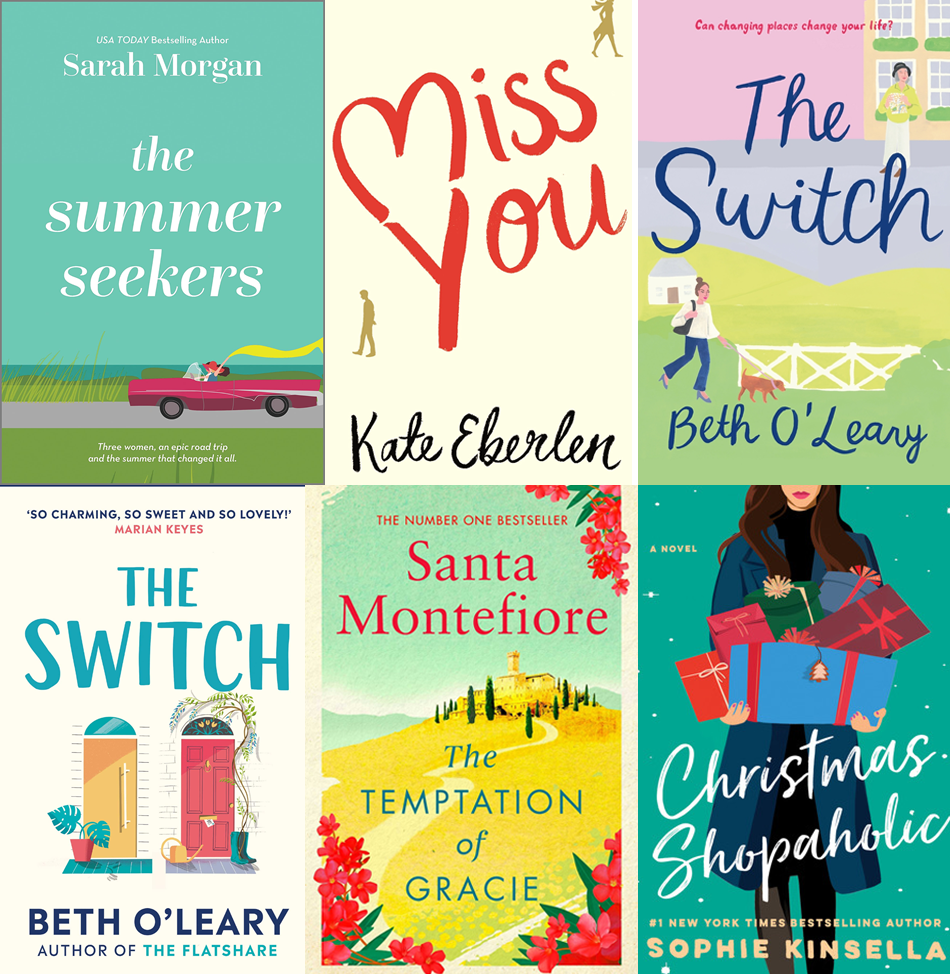 USA TODAY Bestselling Author
Sarah Morgan
the
summer
seekers
Three women, an epic road trip
and the summer that changed it all.
Miss
You
Kate Eberlen
Can changing places change your life?
The
Switch
Beth O'Leary
'SO CHARMING, SO SWEET AND SO LOVELY!'
MARIAN KEYES
THE
SWITCH
BETH O'LEARY
AUTHOR OF THE FLATSHARE
THE NUMBER ONE BESTSELLER
Santa
Montefiore
The
TEMPTATION
of
GRACIE
A NOVEL
Christmas
Shopaholic
#1 NEW YORK TIMES BESTSELLING AUTHOR
SOPHIE KINSELLA